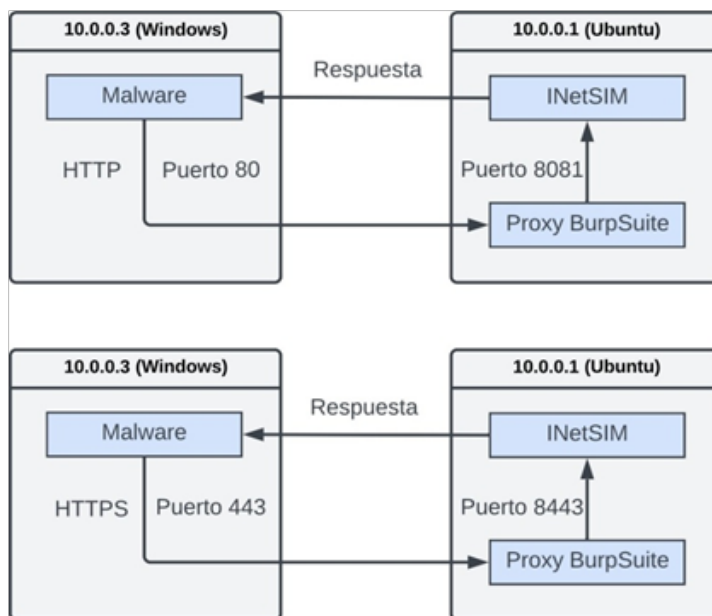 10.0.0.3 (Windows)
10.0.0.1 (Ubuntu)
Respuesta
Malware
INetSIM
HTTP
Puerto 80
Puerto 8081
Proxy BurpSuite
10.0.0.3 (Windows)
10.0.0.1 (Ubuntu)
Respuesta
Malware
INetSIM
HTTPS
Puerto 443
Puerto 8443
Proxy BurpSuite